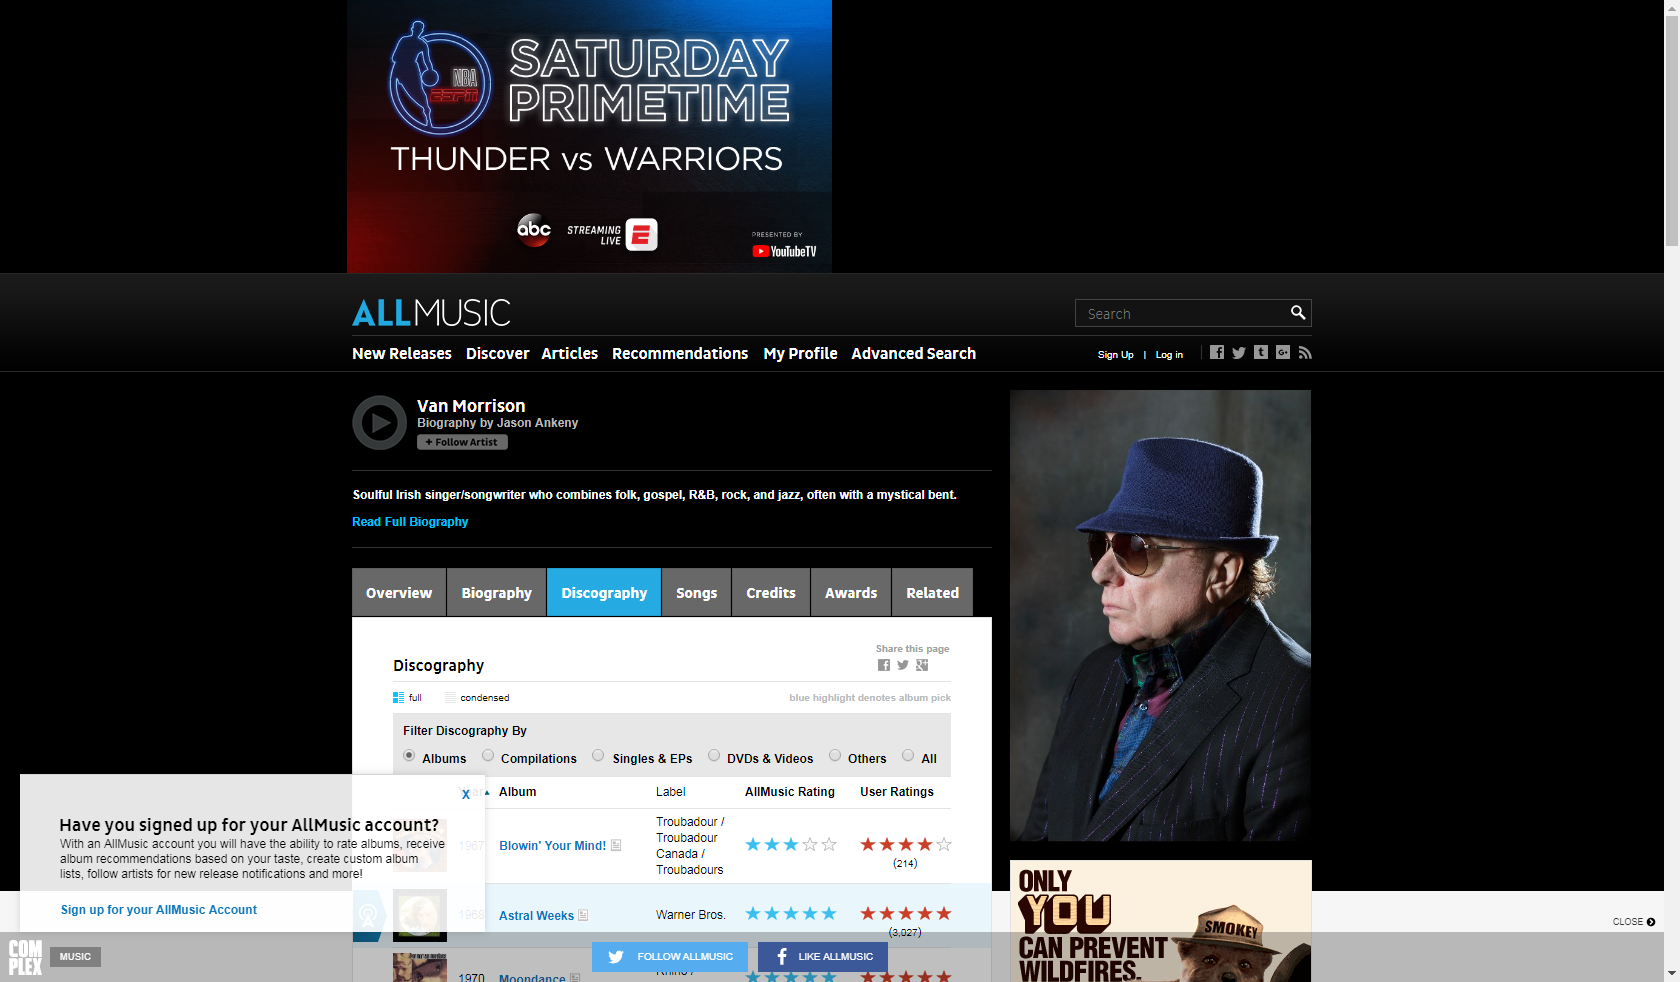 NBA
ESPN
SATURDAY
PRIMETIME
THUNDER vs WARRIORS
abc
STREAMING
LIVE
PRESENTED BY
YouTubeTV
ALLMUSIC
Search
New Releases Discover Articles Recommendations My Profile Advanced Search
Sign Up | Log in
Van Morrison
Biography by Jason Ankeny
+ Follow Artist
Soulful Irish singer/songwriter who combines folk, gospel, R&B, rock, and jazz, often with a mystical bent.
Read Full Biography
Overview Biography Discography Songs Credits Awards Related
Share this page
Discography
full condensed
blue highlight denotes album pick
Filter Discography By
Albums Compilations Singles & EPs DVDs & Videos Others All
Year Album Label AllMusic Rating User Ratings
1967 Blowin' Your Mind!
Troubadour /
Troubadour
Canada /
Troubadours
(214)
1968 Astral Weeks Warner Bros.
(3,027)
1970 Moondance
X
Have you signed up for your AllMusic account?
With an AllMusic account you will have the ability to rate albums, receive
album recommendations based on your taste, create custom album
lists, follow artists for new release notifications and more!
Sign up for your AllMusic Account
ONLY
YOU
CAN PREVENT
WILDFIRES.
SMOKEY
CLOSE
COM
PLEX
MUSIC
FOLLOW ALLMUSIC
LIKE ALLMUSIC